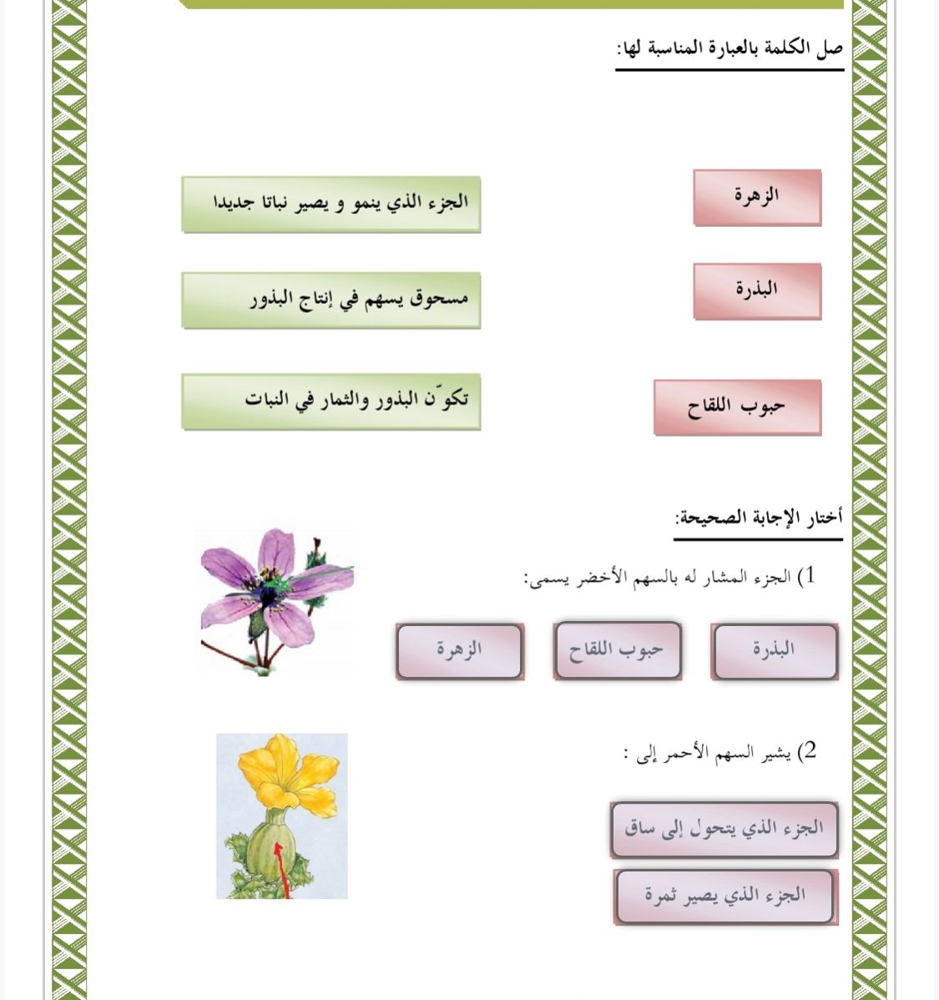 صل الكلمة بالعبارة المناسبة لها:
الزهرة
الجزء الذي ينمو و يصير نباتا جديدا
البذرة
مسحوق يسهم في إنتاج البذور
حبوب اللقاح
تكوّن البذور والثمار في النبات
أختار الإجابة الصحيحة:
1) الجزء المشار له بالسهم الأخضر يسمى:
البذرة
حبوب اللقاح
الزهرة
2) يشير السهم الأحمر إلى :
الجزء الذي يتحول إلى ساق
الجزء الذي يصير ثمرة